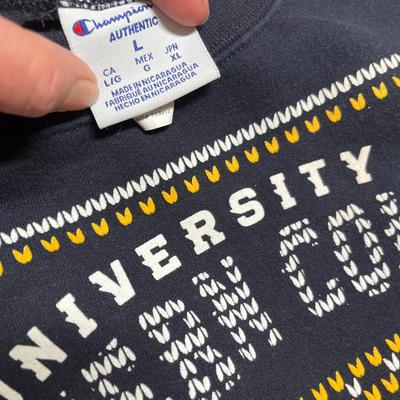 Champion
AUTHENTIC
L
CA MEX JPN
L/G G XL
MADE IN NICARAGUA
FABRIQUÉ AU NICARAGUA
HECHO EN NICARAGUA
UNIVERSITY